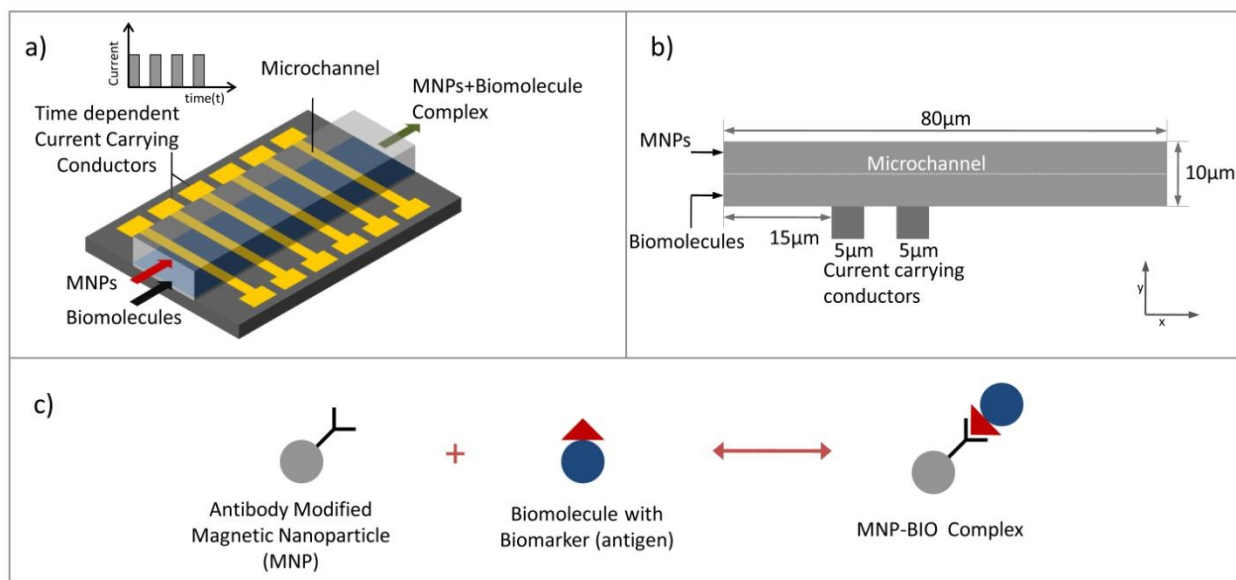 a)
Current
time(t)
Microchannel
MNPs+Biomolecule
Complex
Time dependent
Current Carrying
Conductors
MNPs
Biomolecules
b)
80μm
MNPs
Microchannel
10μm
Biomolecules
15μm
5μm
5μm
Current carrying
conductors
y
x
c)
+
Antibody Modified
Magnetic Nanoparticle
(MNP)
Biomolecule with
Biomarker (antigen)
MNP-BIO Complex